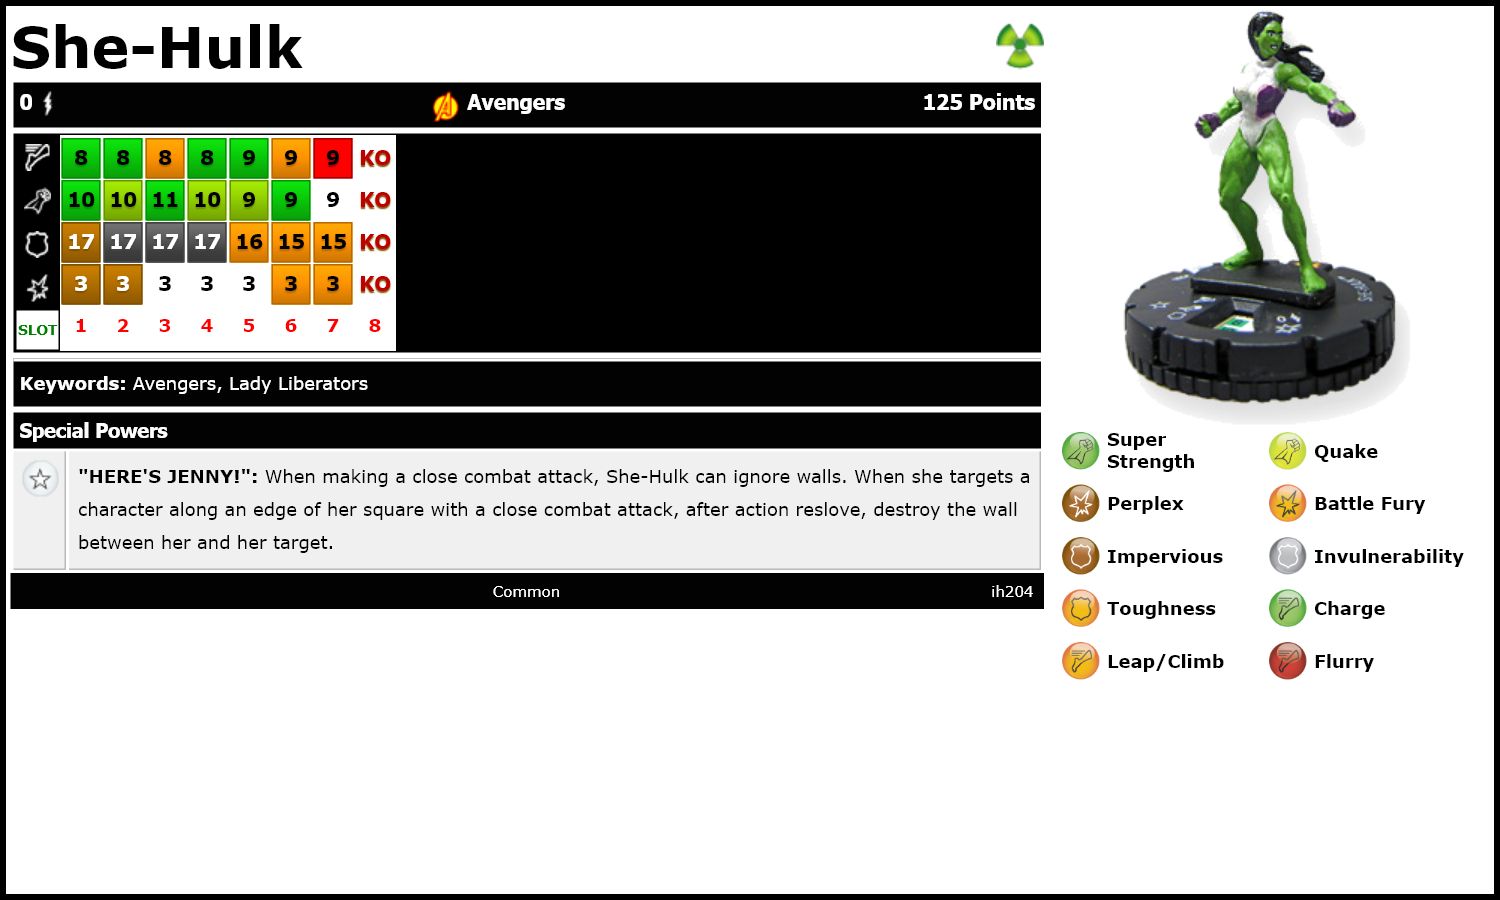 She-Hulk
0 Avengers 125 Points
8 8 8 8 9 9 9 KO
10 10 11 10 9 9 9 KO
17 17 17 17 16 15 15 KO
3 3 3 3 3 3 3 KO
SLOT 1 2 3 4 5 6 7 8
Keywords: Avengers, Lady Liberators
Special Powers
"HERE'S JENNY!": When making a close combat attack, She-Hulk can ignore walls. When she targets a
character along an edge of her square with a close combat attack, after action reslove, destroy the wall
between her and her target.
Common ih204
SHE-HULK
Super
Strength
Quake
Perplex
Battle Fury
Impervious
Invulnerability
Toughness
Charge
Leap/Climb
Flurry